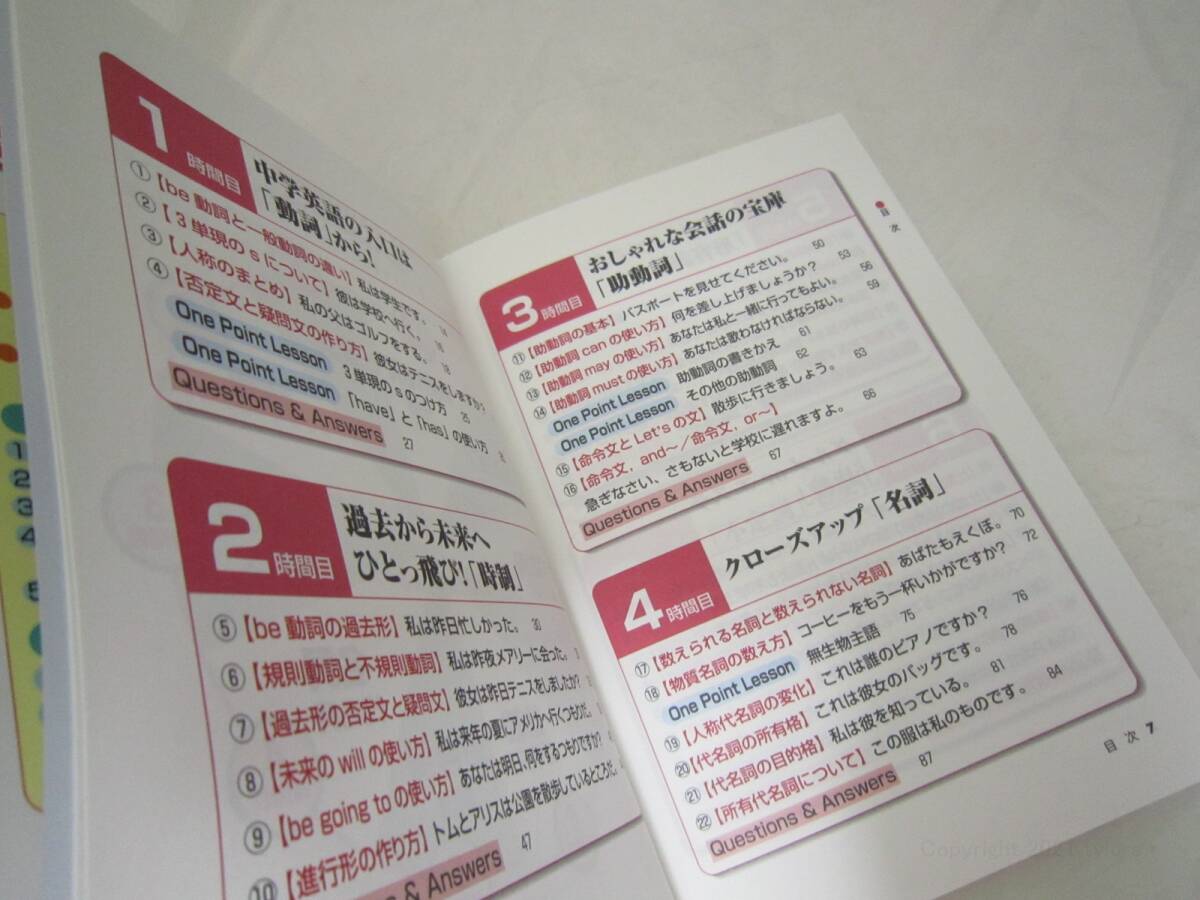 1時間目
中学英語の入口は
「動詞」から!
①【be動詞と一般動詞の違い】私は学生です。 14
②【3単現のsについて】彼は学校へ行く。 16
③【人称のまとめ】私の父はゴルフをする。 18
④【否定文と疑問文の作り方】彼女はテニスをしますか?
One Point Lesson 3単現のsのつけ方 25
One Point Lesson 「have」と「has」の使い方
Questions & Answers 27
2時間目
過去から未来へ
ひとっ飛び!「時制」
⑤【be動詞の過去形】私は昨日忙しかった。 30
⑥【規則動詞と不規則動詞】私は昨夜メアリーに会った。
⑦【過去形の否定文と疑問文】彼女は昨日テニスをしましたか?
⑧【未来のwillの使い方】私は来年の夏にアメリカへ行くつもりだ。
⑨【be going toの使い方】あなたは明日、何をするつもりですか?
⑩【進行形の作り方】トムとアリスは公園を散歩しているところだ。
s & Answers 47
目次
3時間目
おしゃれな会話の宝庫
「助動詞」
⑪【助動詞の基本】パスポートを見せてください。 50
⑫【助動詞canの使い方】何を差し上げましょうか? 53
⑬【助動詞mayの使い方】あなたは私と一緒に行ってもよい。 56
⑭【助動詞mustの使い方】あなたは歌わなければならない。 59
One Point Lesson 助動詞の書きかえ 61
One Point Lesson その他の助動詞 62
⑮【命令文とLet'sの文】散歩に行きましょう。 63
⑯【命令文, and~/命令文, or~】
急ぎなさい、さもないと学校に遅れますよ。 66
Questions & Answers 67
4時間目
クローズアップ「名詞」
⑰【数えられる名詞と数えられない名詞】あばたもえくぼ。 70
⑱【物質名詞の数え方】コーヒーをもう一杯いかがですか? 72
One Point Lesson 無生物主語 75
⑲【人称代名詞の変化】これは誰のピアノですか? 76
⑳【代名詞の所有格】これは彼女のバッグです。 78
㉑【代名詞の目的格】私は彼を知っている。 81
㉒【所有代名詞について】この服は私のものです。 84
Questions & Answers 87
目次 7
1
2
3
4
5